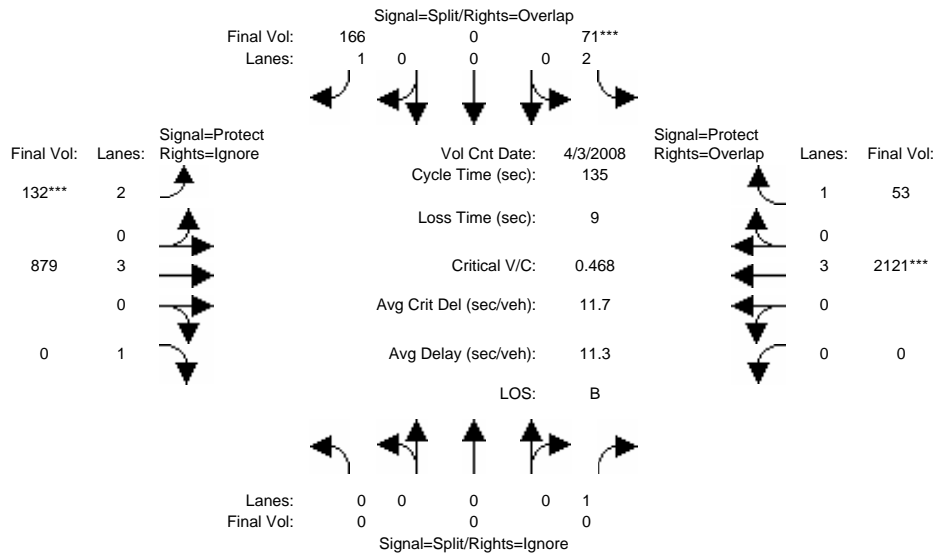 Signal=Split/Rights=Overlap
Final Vol: 166 0 71***
Lanes: 1 0 0 0 2
Signal=Protect
Final Vol: Lanes: Rights=Ignore
Vol Cnt Date: 4/3/2008
Signal=Protect
Rights=Overlap Lanes: Final Vol:
Cycle Time (sec): 135
132*** 2
1 53
Loss Time (sec): 9
0
0
879 3
Critical V/C: 0.468
3 2121***
0
Avg Crit Del (sec/veh): 11.7
0
0 1
Avg Delay (sec/veh): 11.3
0 0
LOS: B
Lanes: 0 0 0 0 1
Final Vol: 0 0 0
Signal=Split/Rights=Ignore